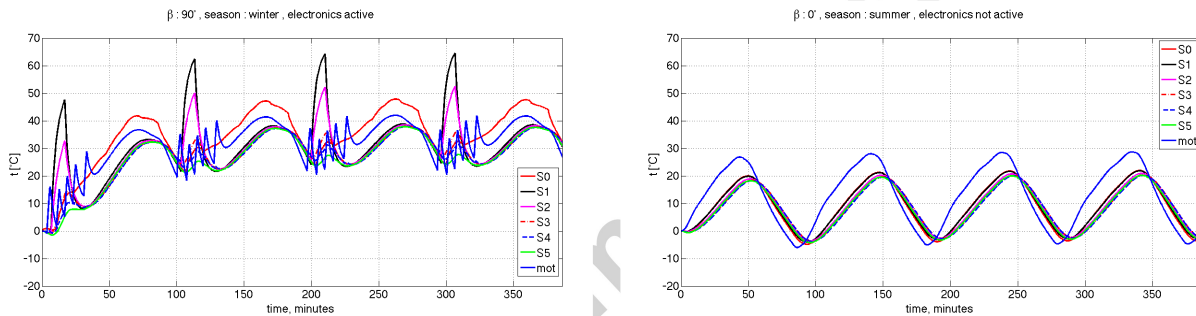 β : 90°, season : winter , electronics active
70
60
50
40
30
20
10
0
-10
-20
t [°C]
0 50 100 150 200 250 300 350
time, minutes
S0
S1
S2
S3
S4
S5
mot
β : 0°, season : summer , electronics not active
70
60
50
40
30
20
10
0
-10
-20
t [°C]
0 50 100 150 200 250 300 350
time, minutes
S0
S1
S2
S3
S4
S5
mot